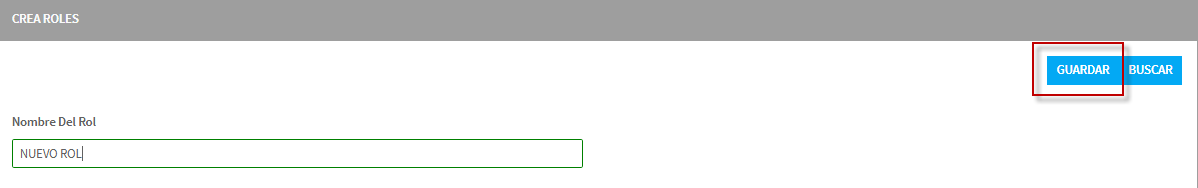 CREA ROLES
GUARDAR BUSCAR
Nombre Del Rol
NUEVO ROL